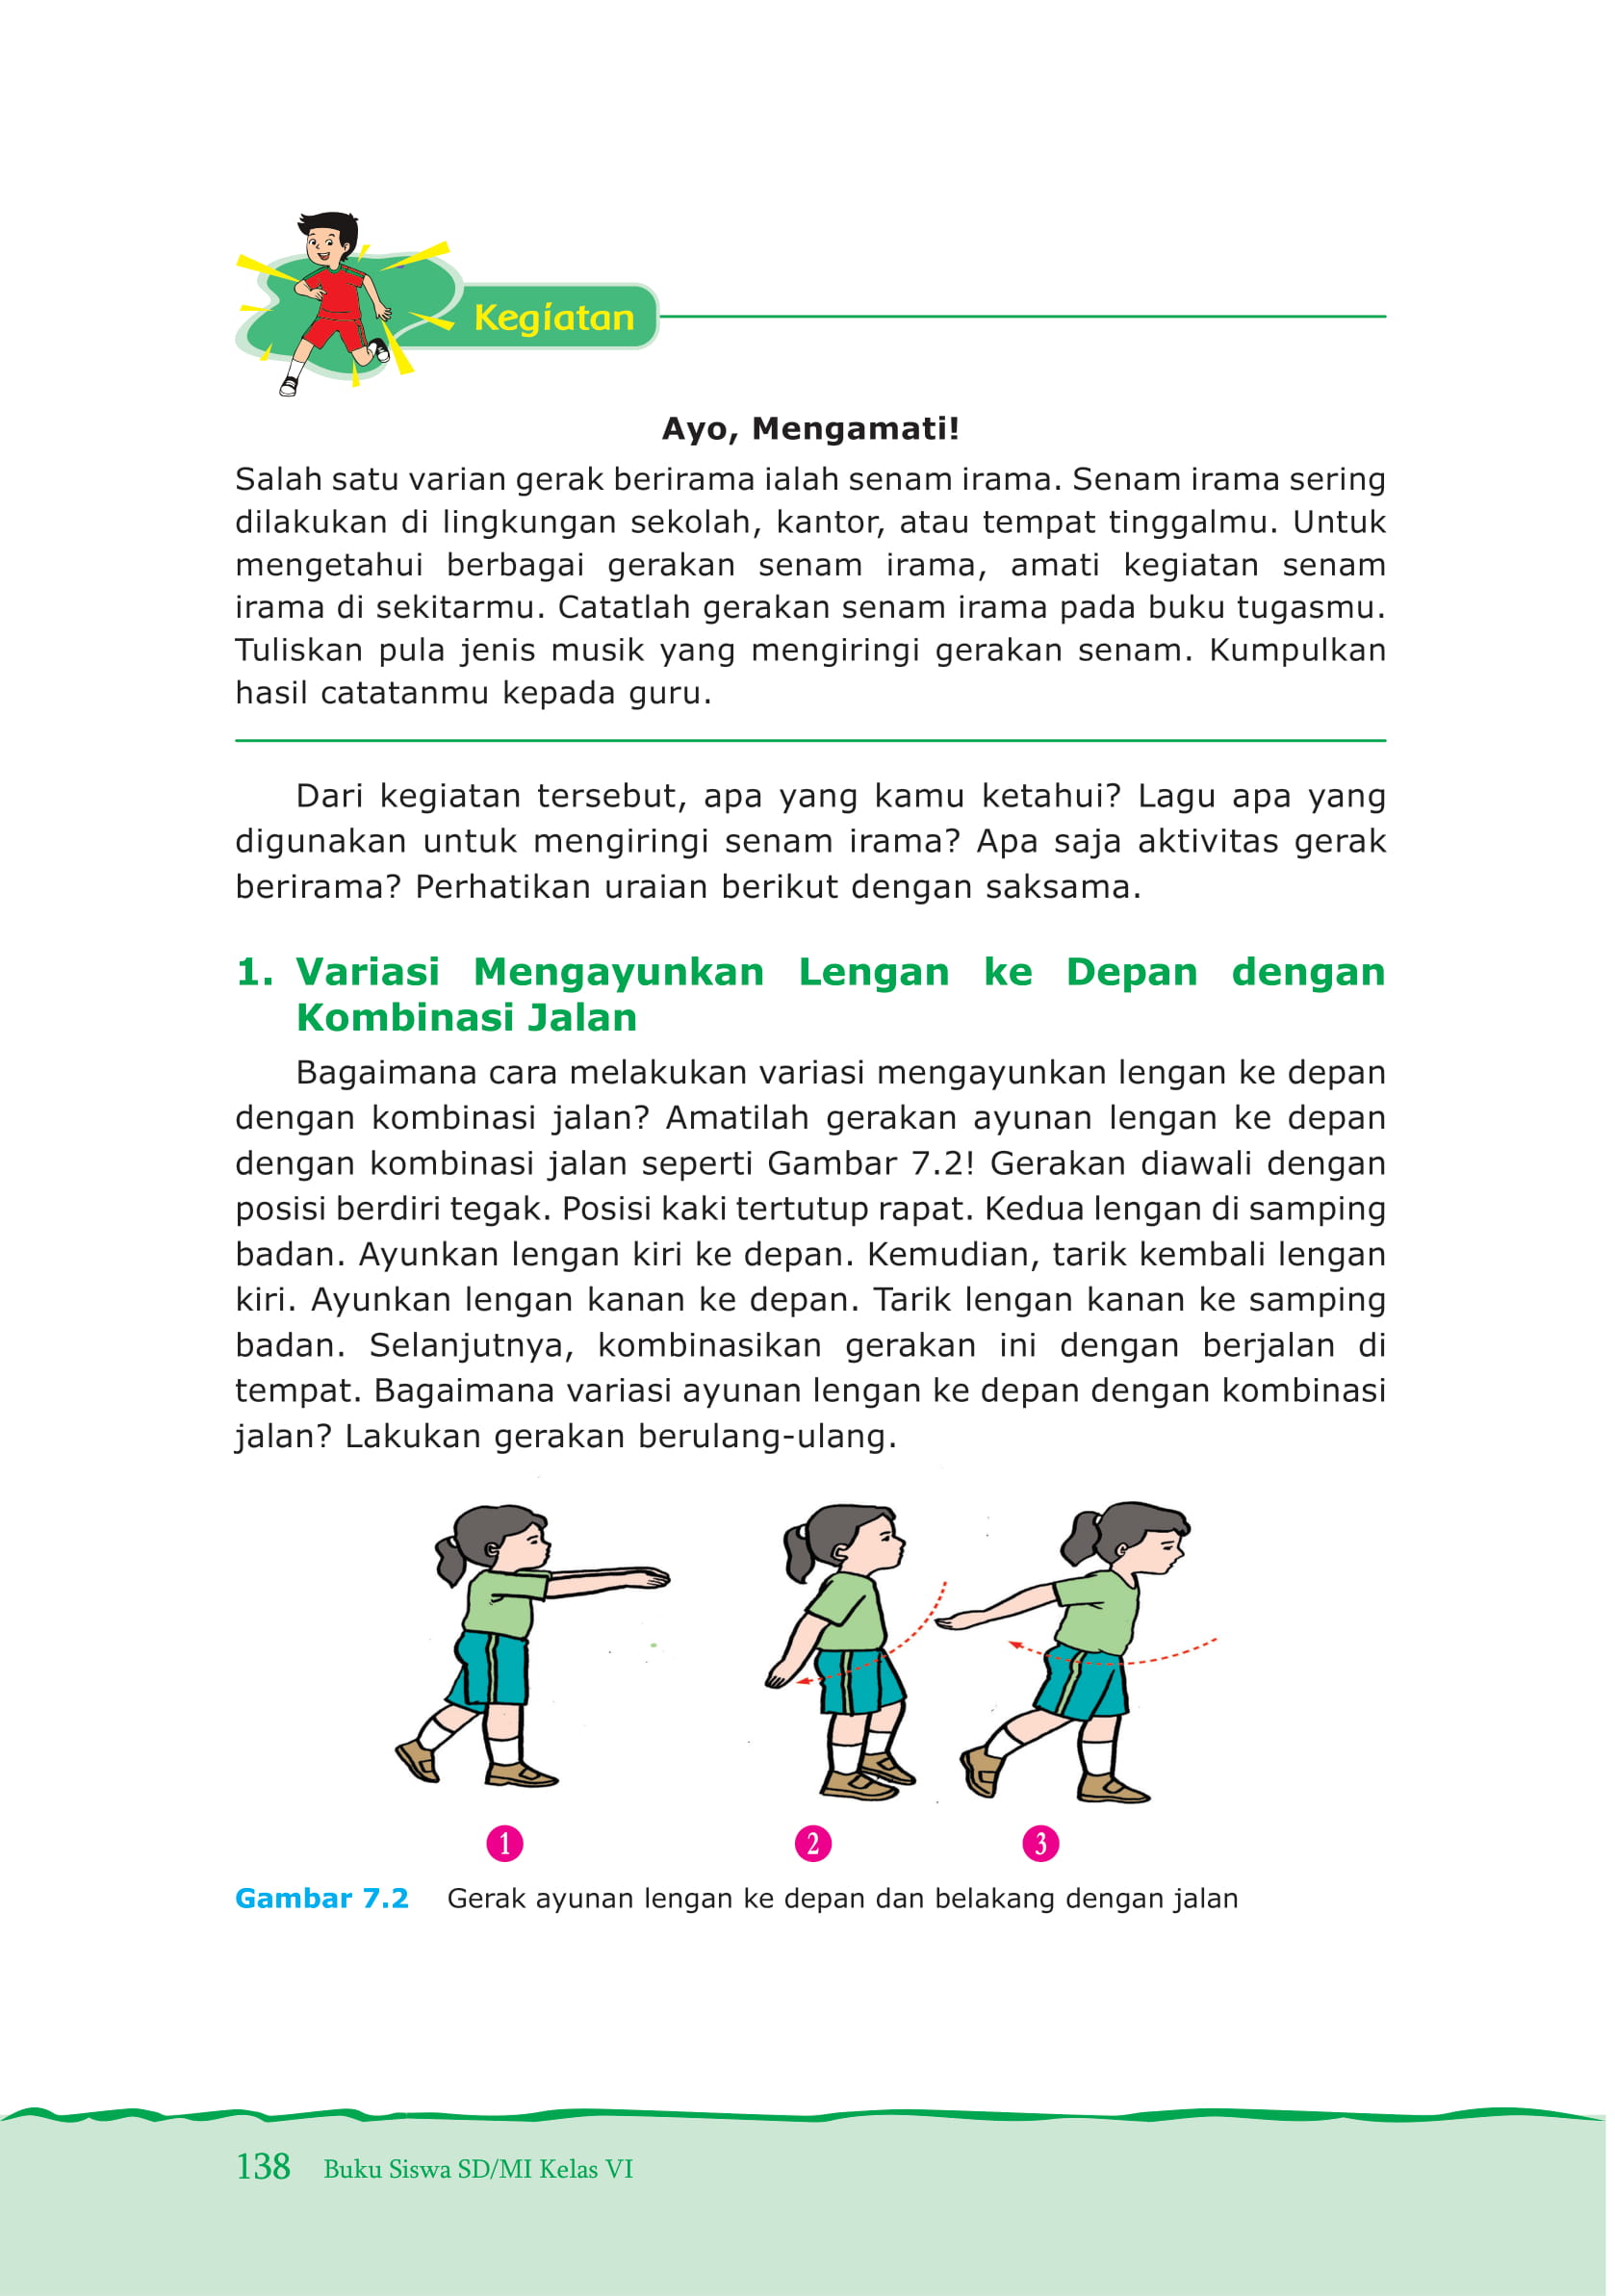 Kegiatan
Ayo, Mengamati!
Salah satu varian gerak berirama ialah senam irama. Senam irama sering
dilakukan di lingkungan sekolah, kantor, atau tempat tinggalmu. Untuk
mengetahui berbagai gerakan senam irama, amati kegiatan senam
irama di sekitarmu. Catatlah gerakan senam irama pada buku tugasmu.
Tuliskan pula jenis musik yang mengiringi gerakan senam. Kumpulkan
hasil catatanmu kepada guru.
Dari kegiatan tersebut, apa yang kamu ketahui? Lagu apa yang
digunakan untuk mengiringi senam irama? Apa saja aktivitas gerak
berirama? Perhatikan uraian berikut dengan saksama.
1. Variasi Mengayunkan Lengan ke Depan dengan
Kombinasi Jalan
Bagaimana cara melakukan variasi mengayunkan lengan ke depan
dengan kombinasi jalan? Amatilah gerakan ayunan lengan ke depan
dengan kombinasi jalan seperti Gambar 7.2! Gerakan diawali dengan
posisi berdiri tegak. Posisi kaki tertutup rapat. Kedua lengan di samping
badan. Ayunkan lengan kiri ke depan. Kemudian, tarik kembali lengan
kiri. Ayunkan lengan kanan ke depan. Tarik lengan kanan ke samping
badan. Selanjutnya, kombinasikan gerakan ini dengan berjalan di
tempat. Bagaimana variasi ayunan lengan ke depan dengan kombinasi
jalan? Lakukan gerakan berulang-ulang.
1 2 3
Gambar 7.2 Gerak ayunan lengan ke depan dan belakang dengan jalan
138 Buku Siswa SD/MI Kelas VI